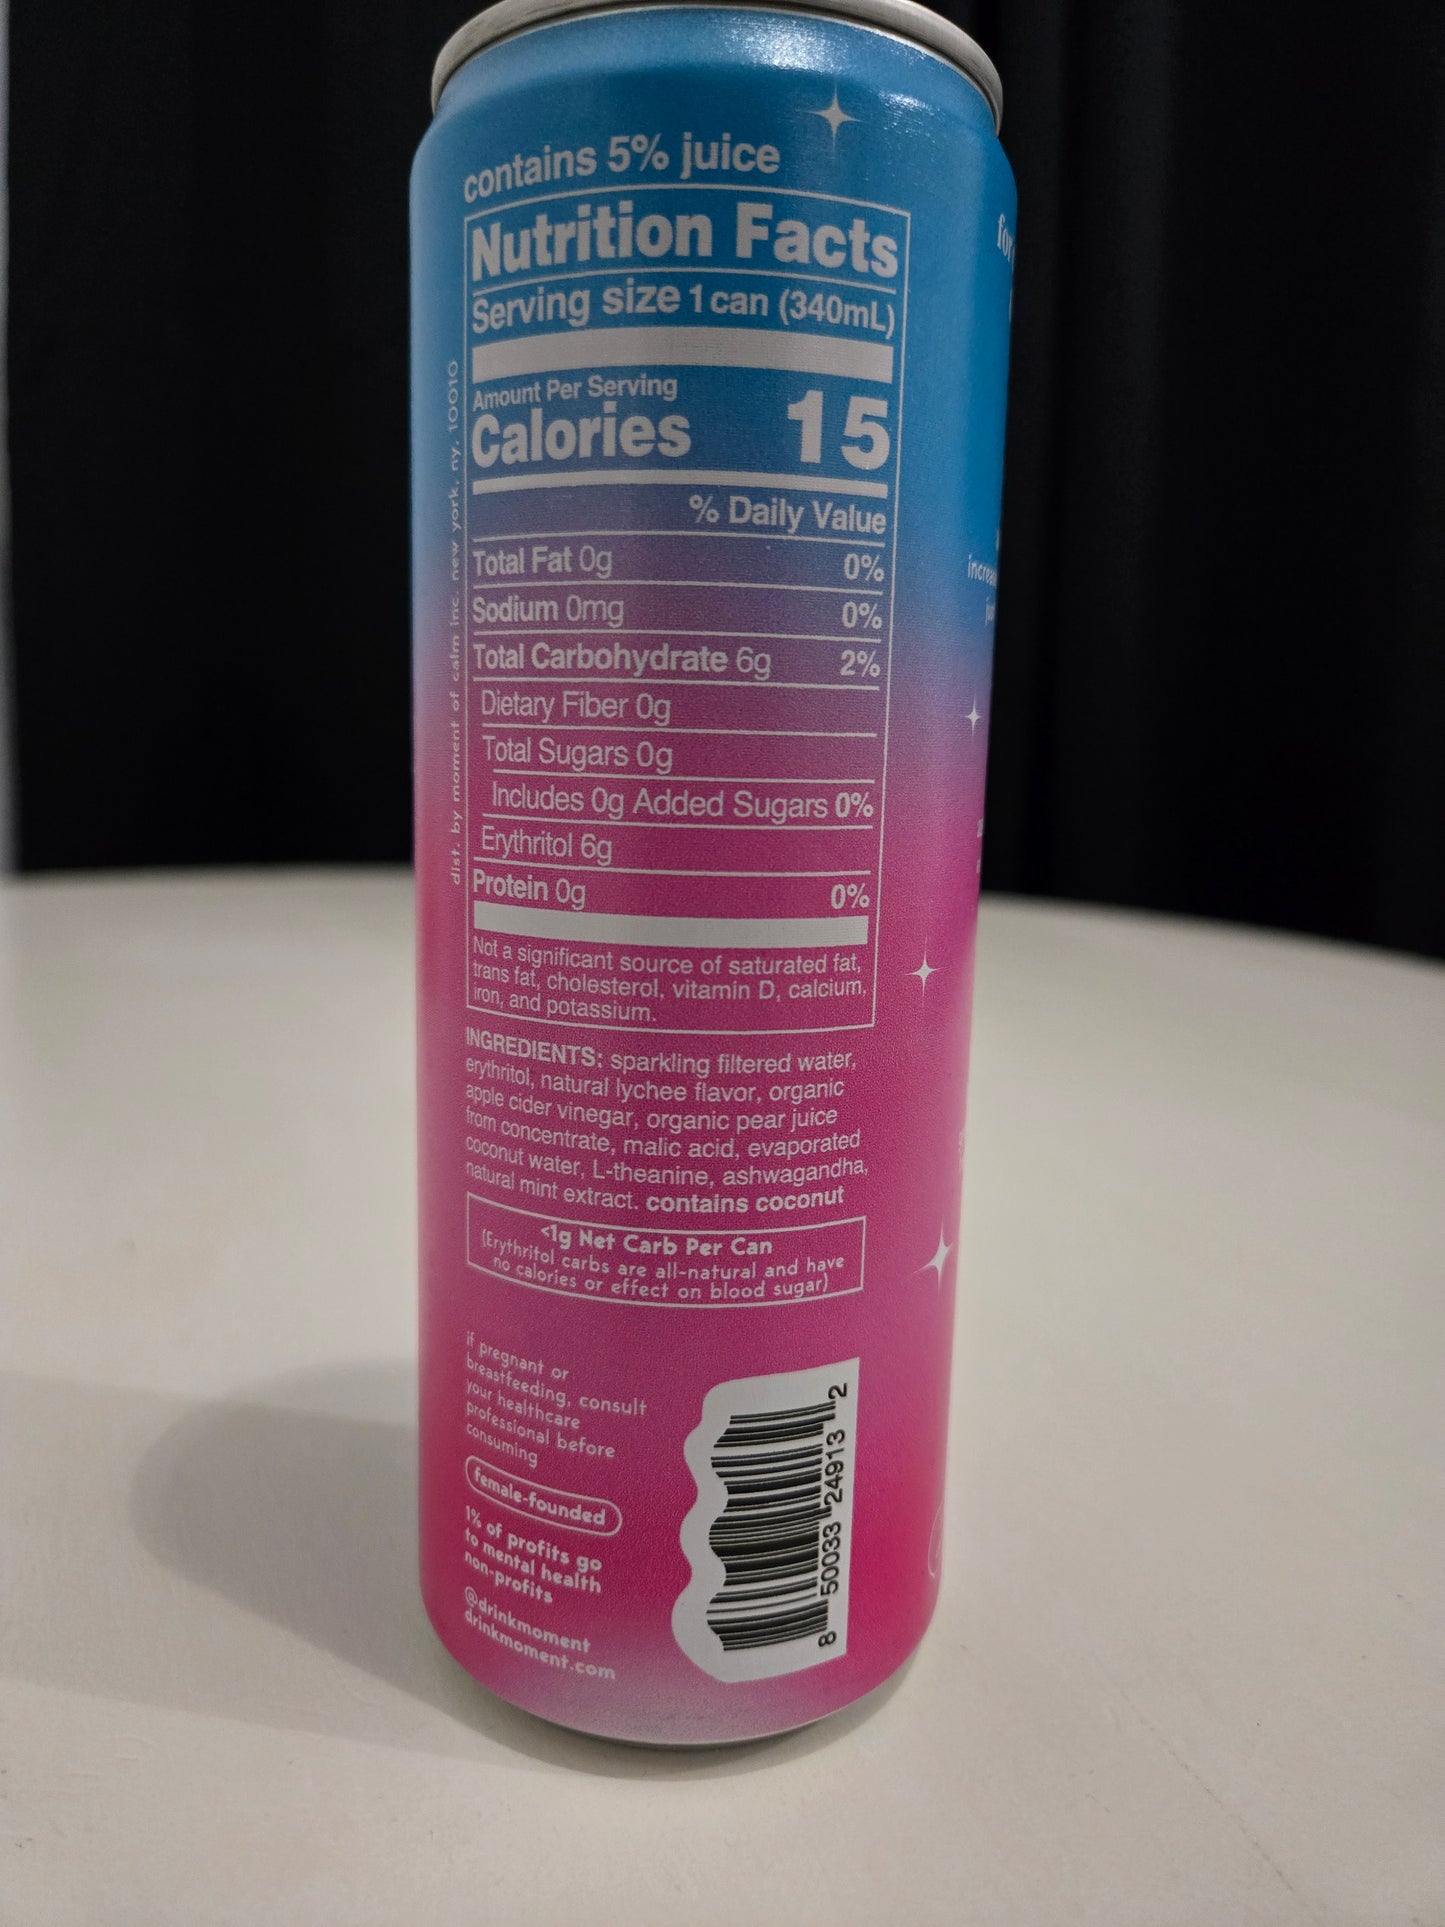 contains 5% juice
Nutrition Facts
Serving size 1 can (340mL)
Amount Per Serving
Calories 15
% Daily Value
Total Fat 0g 0%
Sodium 0mg 0%
Total Carbohydrate 6g 2%
Dietary Fiber 0g
Total Sugars 0g
Includes 0g Added Sugars 0%
Erythritol 6g
Protein 0g 0%
Not a significant source of saturated fat,
trans fat, cholesterol, vitamin D, calcium,
iron, and potassium.
dist. by moment of calm inc. new york, ny. 10010
INGREDIENTS: sparkling filtered water,
erythritol, natural lychee flavor, organic
apple cider vinegar, organic pear juice
from concentrate, malic acid, evaporated
coconut water, L-theanine, ashwagandha,
natural mint extract. contains coconut
<1g Net Carb Per Can
(Erythritol carbs are all-natural and have
no calories or effect on blood sugar)
if pregnant or
breastfeeding, consult
your healthcare
professional before
consuming
female-founded
1% of profits go
to mental health
non-profits
@drinkmoment
drinkmoment.com
8 50033 24913 2
for